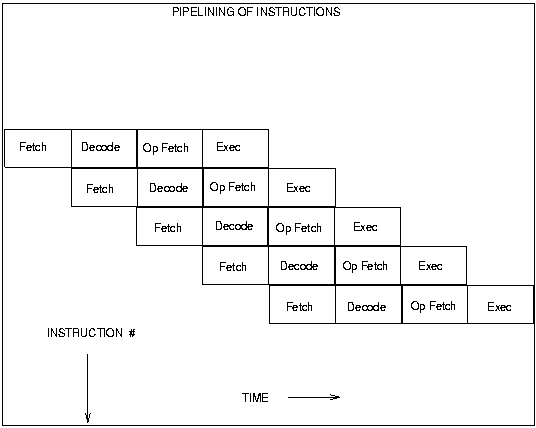 PIPELINING OF INSTRUCTIONS
Fetch Decode Op Fetch Exec
Fetch Decode Op Fetch Exec
Fetch Decode Op Fetch Exec
Fetch Decode Op Fetch Exec
Fetch Decode Op Fetch Exec
INSTRUCTION #
TIME